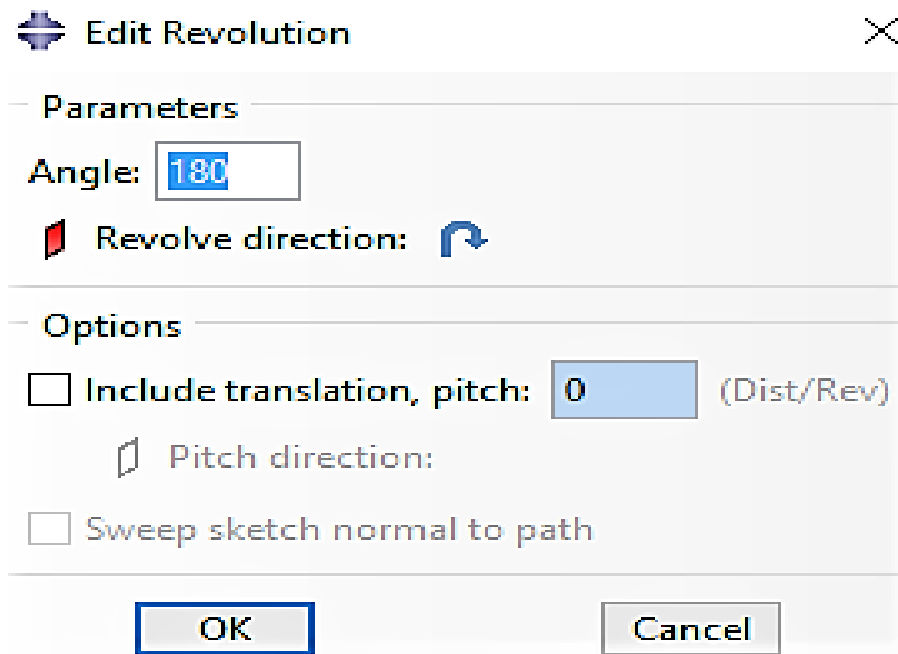 Edit Revolution
Parameters
Angle: 180
Revolve direction:
Options
Include translation, pitch: 0 (Dist/Rev)
Pitch direction:
Sweep sketch normal to path
OK Cancel